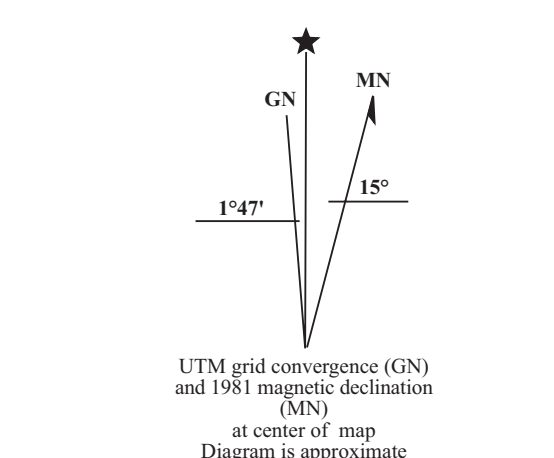 MN
GN
15°
1°47'
UTM grid convergence (GN)
and 1981 magnetic declination
(MN)
at center of map
Diagram is approximate